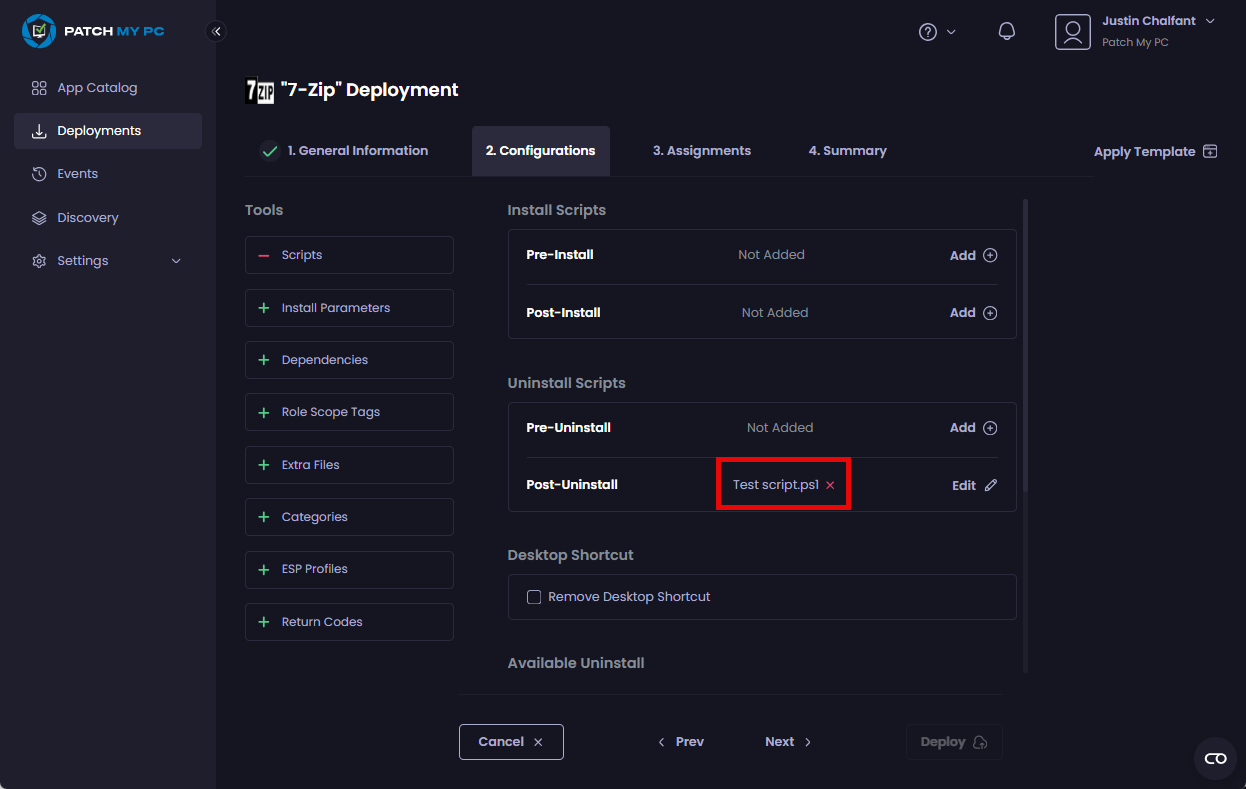 PATCH MY PC
Justin Chalfant
Patch My PC
App Catalog
Deployments
Events
Discovery
Settings
7ZIP "7-Zip" Deployment
1. General Information
2. Configurations
3. Assignments
4. Summary
Apply Template
Tools
Scripts
Install Parameters
Dependencies
Role Scope Tags
Extra Files
Categories
ESP Profiles
Return Codes
Install Scripts
Pre-Install Not Added Add
Post-Install Not Added Add
Uninstall Scripts
Pre-Uninstall Not Added Add
Post-Uninstall Test script.ps1 Edit
Desktop Shortcut
Remove Desktop Shortcut
Available Uninstall
Cancel Prev Next Deploy